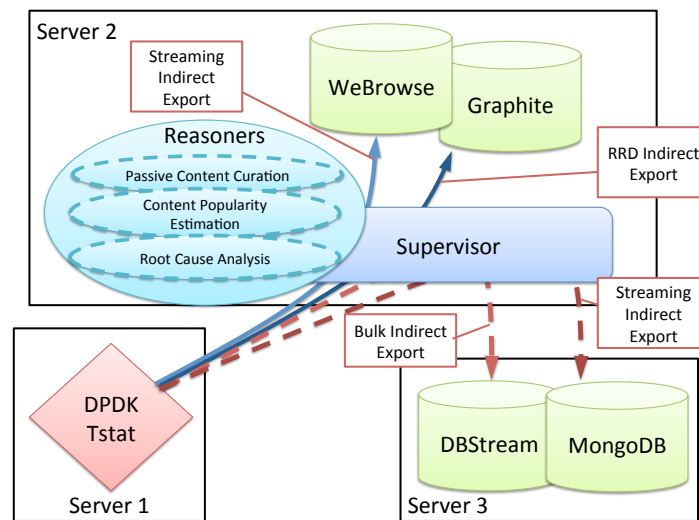 Server 2
Streaming
Indirect
Export
WeBrowse
Graphite
Reasoners
Passive Content Curation
Content Popularity
Estimation
Root Cause Analysis
RRD Indirect
Export
Supervisor
Streaming
Indirect
Export
Bulk Indirect
Export
DPDK
Tstat
Server 1
DBStream
MongoDB
Server 3